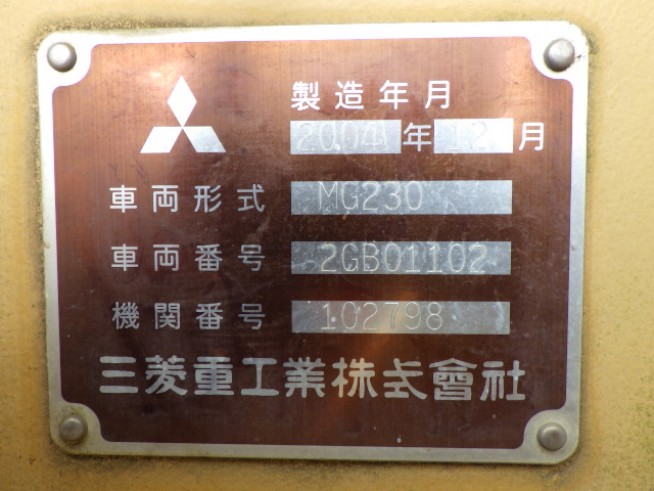 製造年月
2004年12月
車両形式 MG230
車両番号 2GB01102
機関番号 102798
三菱重工業株式會社